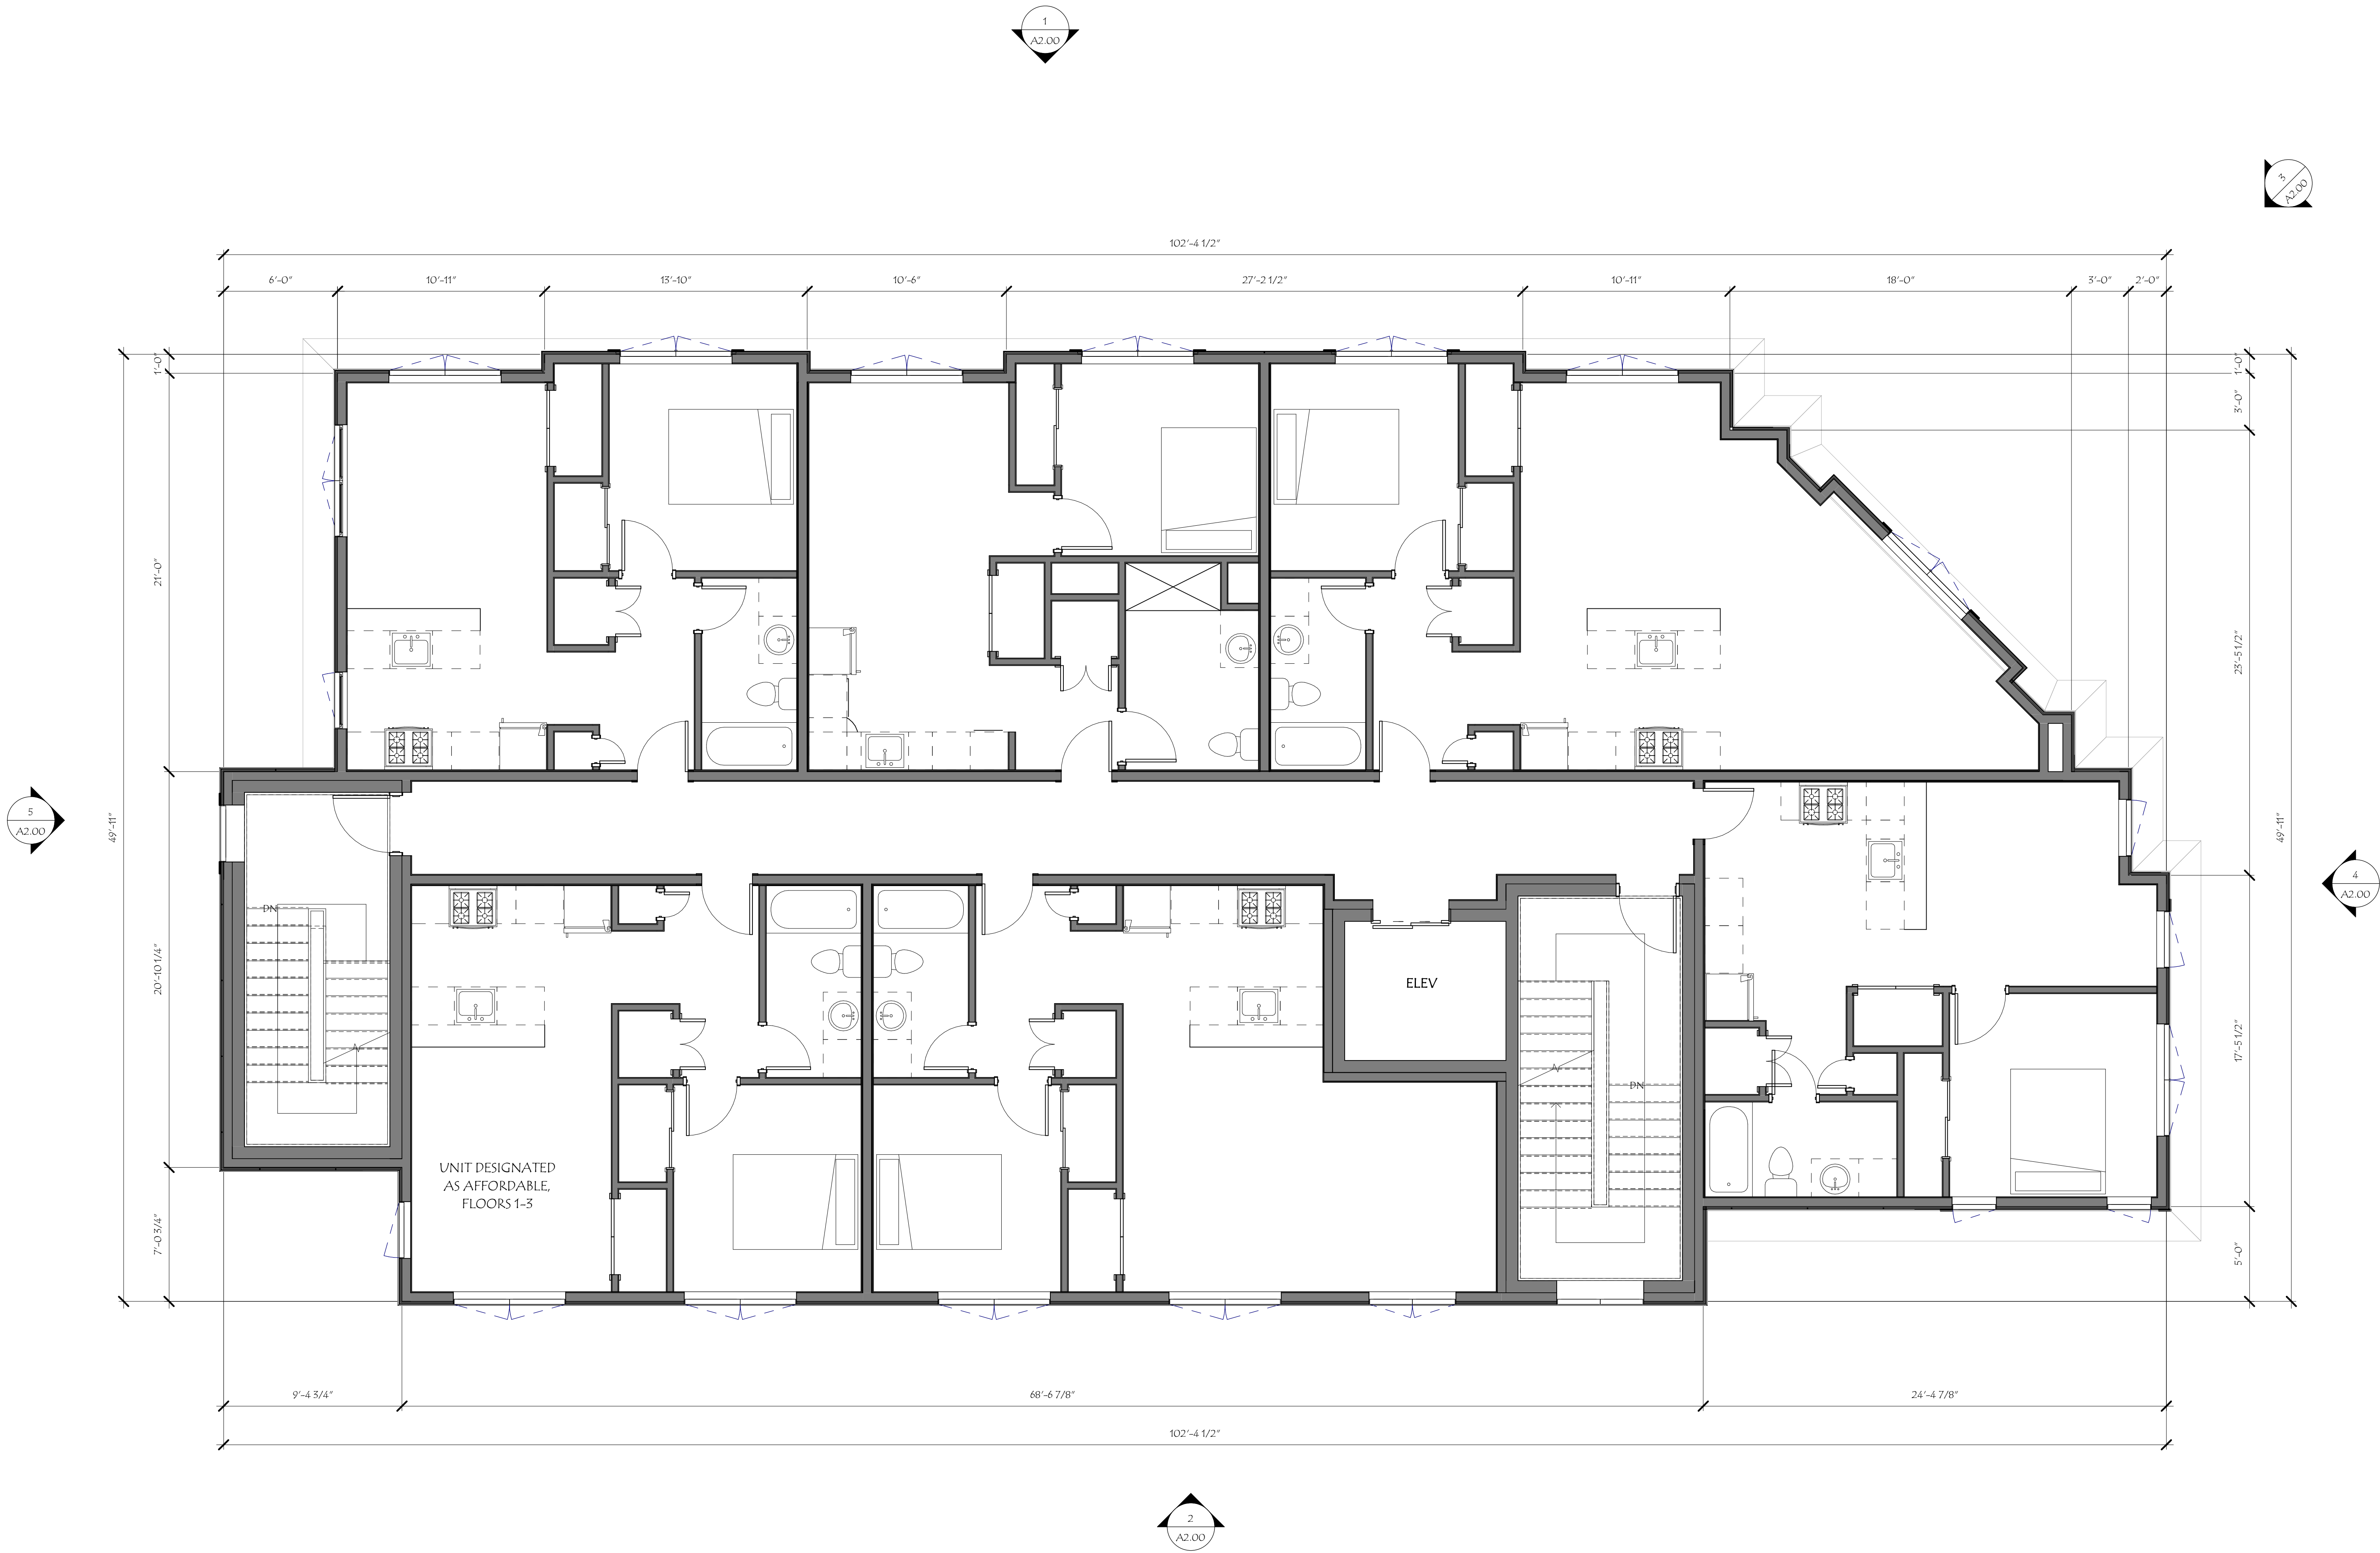 1
A2.00
3
A2.00
102'-4 1/2"
6'-0"
10'-11"
13'-10"
10'-6"
27'-2 1/2"
10'-11"
18'-0"
3'-0"
2'-0"
1'-0"
1'-0"
3'-0"
21'-0"
23'-5 1/2"
49'-11"
49'-11"
5
A2.00
4
A2.00
DN
ELEV
20'-10 1/4"
17'-5 1/2"
DN
UNIT DESIGNATED
AS AFFORDABLE,
FLOORS 1-3
7'-0 3/4"
5'-0"
9'-4 3/4"
68'-6 7/8"
24'-4 7/8"
102'-4 1/2"
2
A2.00